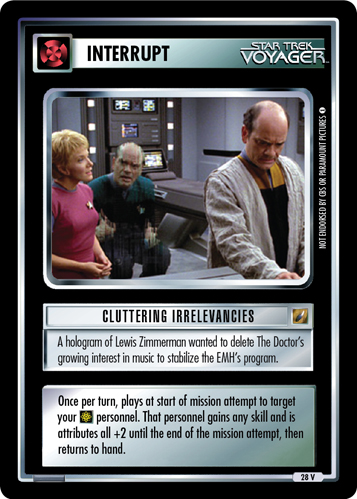 INTERRUPT
STAR TREK
VOYAGER
NOT ENDORSED BY CBS OR PARAMOUNT PICTURES
CLUTTERING IRRELEVANCIES
A hologram of Lewis Zimmerman wanted to delete The Doctor's
growing interest in music to stabilize the EMH's program.
Once per turn, plays at start of mission attempt to target
your personnel. That personnel gains any skill and is
attributes all +2 until the end of the mission attempt, then
returns to hand.
28 V